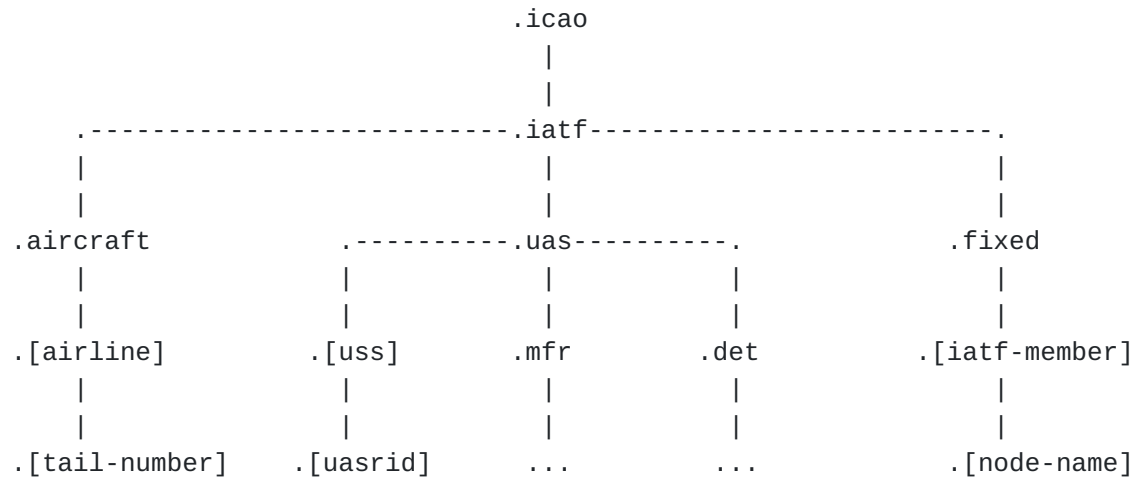 .icao
|
|
.---------------------------.iatf--------------------------.
| | |
| | |
.aircraft .----------.uas----------. .fixed
| | | | |
| | | | |
.[airline] .[uss] .mfr .det .[iatf-member]
| | | | |
| | | | |
.[tail-number] .[uasrid] ... ... .[node-name]